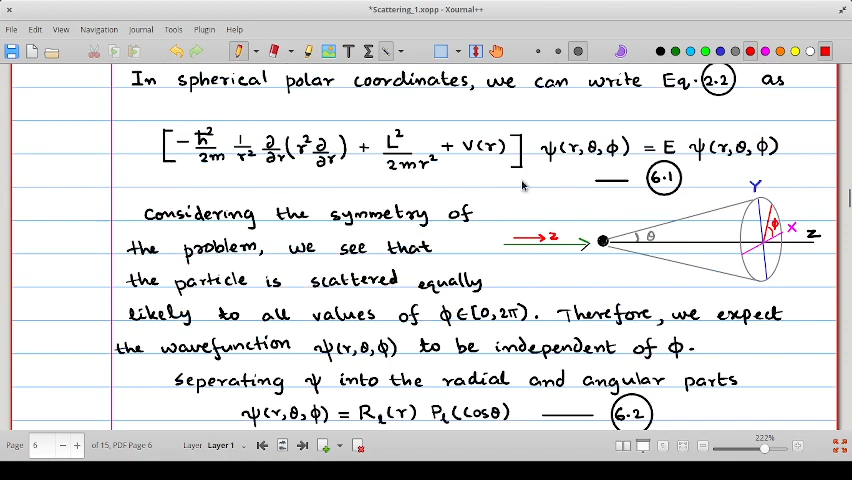 *Scattering_1.xopp - Xournal++
File Edit View Navigation Journal Tools Plugin Help
In spherical polar coordinates, we can write Eq. 2.2 as
[-ℏ²/2m 1/r² ∂/∂r (r² ∂/∂r) + L²/2mr² + V(r)] ψ(r,θ,ϕ) = E ψ(r,θ,ϕ)
— 6.1
Considering the symmetry of
the problem, we see that
the particle is scattered equally
likely to all values of ϕ∈[0,2π). Therefore, we expect
the wavefunction ψ(r,θ,ϕ) to be independent of ϕ.
z
θ
Y
ϕ
X
Z
seperating ψ into the radial and angular parts
ψ(r,θ,ϕ) = Rₗ(r) Pₗ(cosθ) — 6.2
Page 6 of 15, PDF Page 6 Layer Layer 1 222%